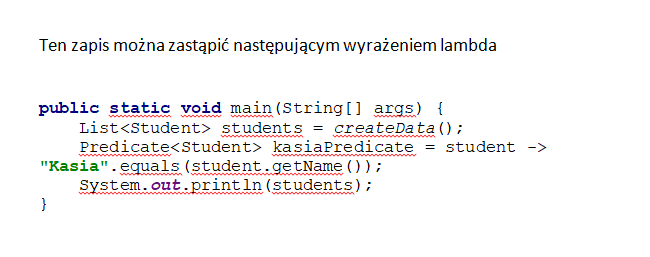 Ten zapis można zastąpić następującym wyrażeniem lambda
public static void main(String[] args) {
    List<Student> students = createData();
    Predicate<Student> kasiaPredicate = student ->
"Kasia".equals(student.getName());
    System.out.println(students);
}